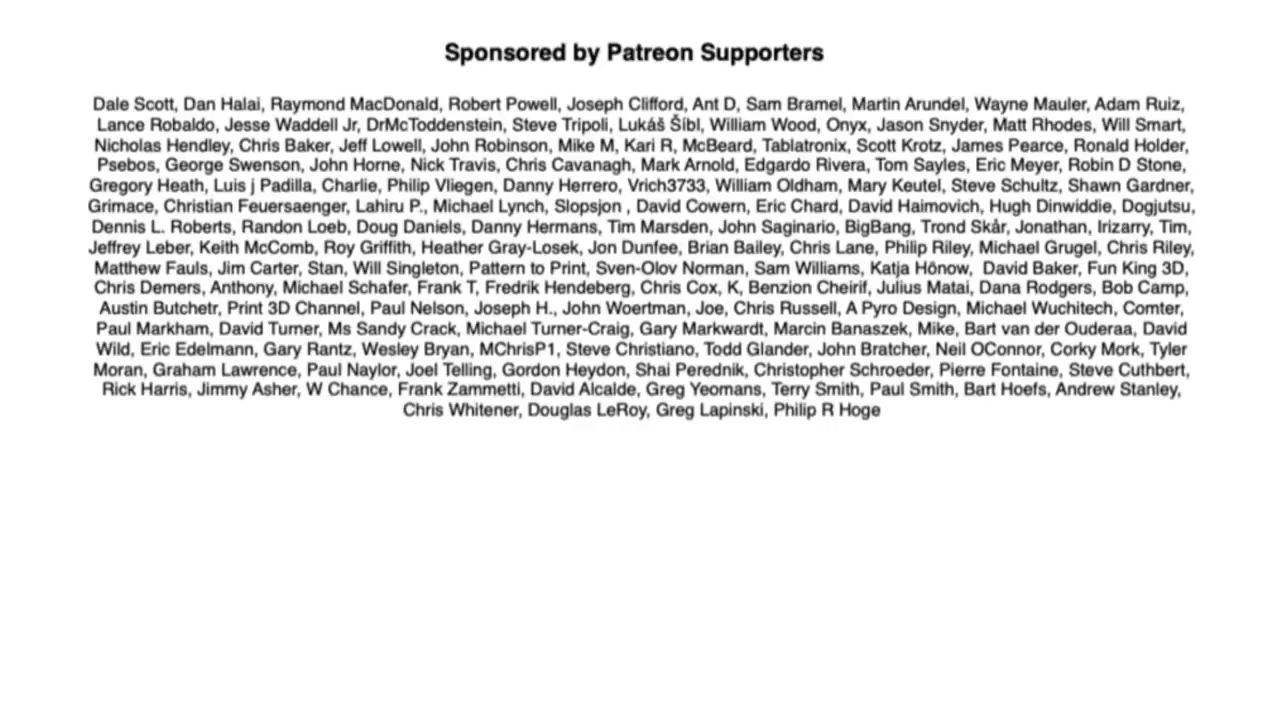 Sponsored by Patreon Supporters
Dale Scott, Dan Halai, Raymond MacDonald, Robert Powell, Joseph Clifford, Ant D, Sam Bramel, Martin Arundel, Wayne Mauler, Adam Ruiz,
Lance Robaldo, Jesse Waddell Jr, DrMcToddenstein, Steve Tripoli, Lukáš Šíbl, William Wood, Onyx, Jason Snyder, Matt Rhodes, Will Smart,
Nicholas Hendley, Chris Baker, Jeff Lowell, John Robinson, Mike M, Kari R, McBeard, Tablatronix, Scott Krotz, James Pearce, Ronald Holder,
Psebos, George Swenson, John Horne, Nick Travis, Chris Cavanagh, Mark Arnold, Edgardo Rivera, Tom Sayles, Eric Meyer, Robin D Stone,
Gregory Heath, Luis j Padilla, Charlie, Philip Vliegen, Danny Herrero, Vrich3733, William Oldham, Mary Keutel, Steve Schultz, Shawn Gardner,
Grimace, Christian Feuersaenger, Lahiru P., Michael Lynch, Slopsjon , David Cowern, Eric Chard, David Haimovich, Hugh Dinwiddie, Dogjutsu,
Dennis L. Roberts, Randon Loeb, Doug Daniels, Danny Hermans, Tim Marsden, John Saginario, BigBang, Trond Skår, Jonathan, Irizarry, Tim,
Jeffrey Leber, Keith McComb, Roy Griffith, Heather Gray-Losek, Jon Dunfee, Brian Bailey, Chris Lane, Philip Riley, Michael Grugel, Chris Riley,
Matthew Fauls, Jim Carter, Stan, Will Singleton, Pattern to Print, Sven-Olov Norman, Sam Williams, Katja Hönow,  David Baker, Fun King 3D,
Chris Demers, Anthony, Michael Schafer, Frank T, Fredrik Hendeberg, Chris Cox, K, Benzion Cheirif, Julius Matai, Dana Rodgers, Bob Camp,
Austin Butchetr, Print 3D Channel, Paul Nelson, Joseph H., John Woertman, Joe, Chris Russell, A Pyro Design, Michael Wuchitech, Comter,
Paul Markham, David Turner, Ms Sandy Crack, Michael Turner-Craig, Gary Markwardt, Marcin Banaszek, Mike, Bart van der Ouderaa, David
Wild, Eric Edelmann, Gary Rantz, Wesley Bryan, MChrisP1, Steve Christiano, Todd Glander, John Bratcher, Neil OConnor, Corky Mork, Tyler
Moran, Graham Lawrence, Paul Naylor, Joel Telling, Gordon Heydon, Shai Perednik, Christopher Schroeder, Pierre Fontaine, Steve Cuthbert,
Rick Harris, Jimmy Asher, W Chance, Frank Zammetti, David Alcalde, Greg Yeomans, Terry Smith, Paul Smith, Bart Hoefs, Andrew Stanley,
Chris Whitener, Douglas LeRoy, Greg Lapinski, Philip R Hoge